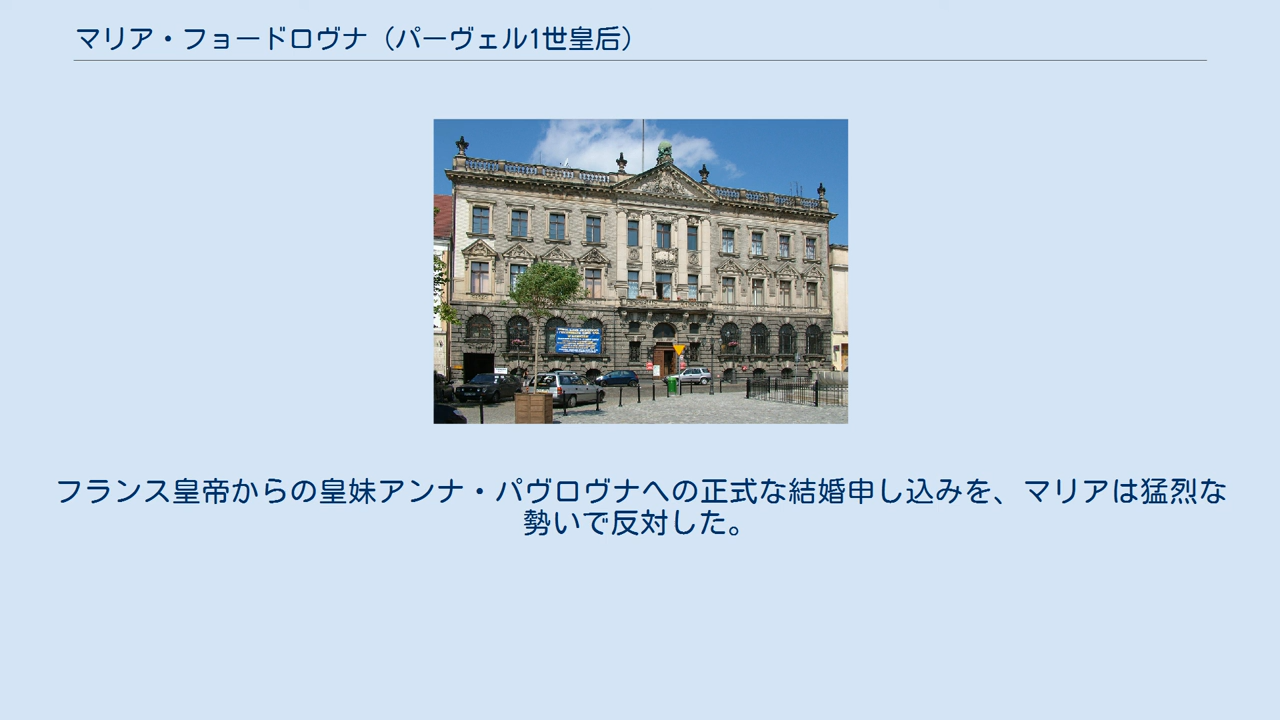 マリア・フョードロヴナ（パーヴェル1世皇后）
フランス皇帝からの皇妹アンナ・パヴロヴナへの正式な結婚申し込みを、マリアは猛烈な
勢いで反対した。